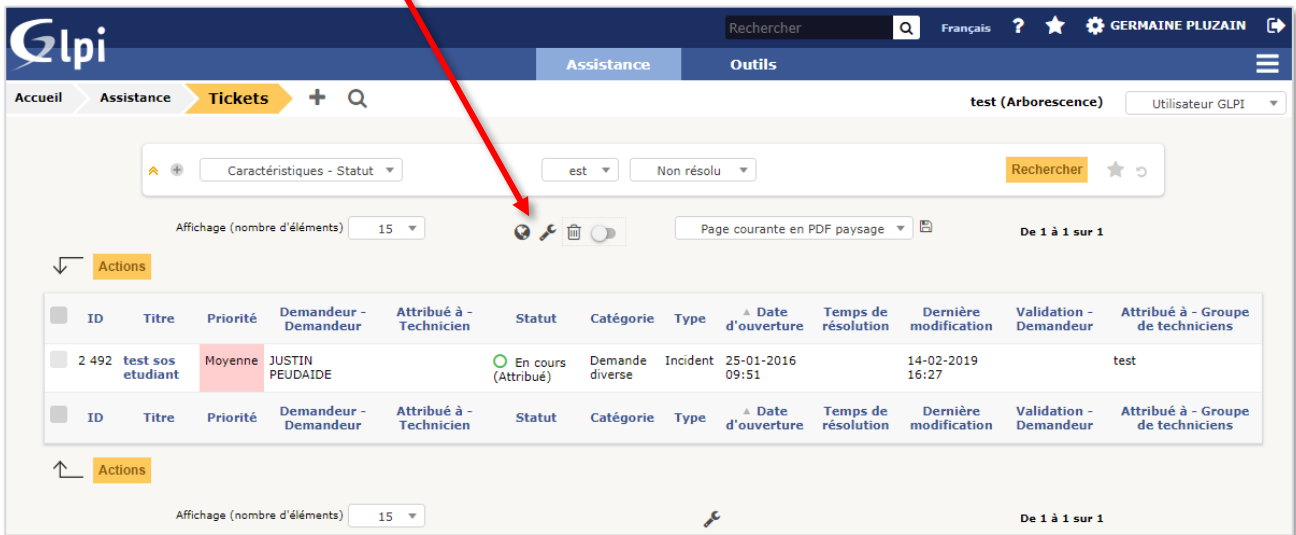 Glpi
Rechercher Français ? GERMAINE PLUZAIN
Assistance Outils
Accueil Assistance Tickets test (Arborescence) Utilisateur GLPI
Caractéristiques - Statut est Non résolu Rechercher
Affichage (nombre d'éléments) 15 Page courante en PDF paysage De 1 à 1 sur 1
Actions
ID Titre Priorité Demandeur - Attribué à - Statut Catégorie Type Date Temps de Dernière Validation - Attribué à - Groupe
Demandeur Technicien d'ouverture résolution modification Demandeur de techniciens
2 492 test sos Moyenne JUSTIN En cours Demande Incident 25-01-2016 14-02-2019 test
etudiant PEUDAIDE (Attribué) diverse 09:51 16:27
ID Titre Priorité Demandeur - Attribué à - Statut Catégorie Type Date Temps de Dernière Validation - Attribué à - Groupe
Demandeur Technicien d'ouverture résolution modification Demandeur de techniciens
Actions
Affichage (nombre d'éléments) 15 De 1 à 1 sur 1